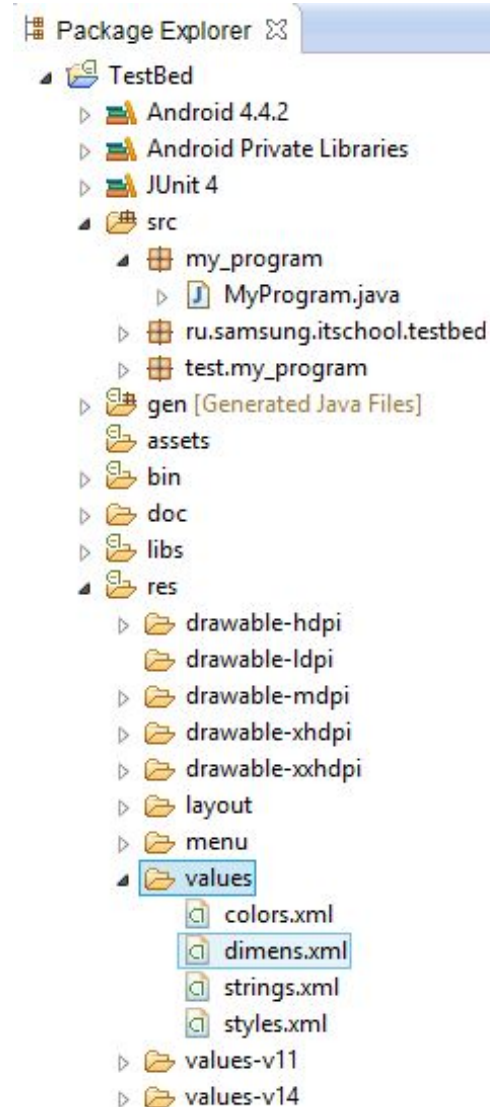 Package Explorer
TestBed
Android 4.4.2
Android Private Libraries
JUnit 4
src
my_program
MyProgram.java
ru.samsung.itschool.testbed
test.my_program
gen [Generated Java Files]
assets
bin
doc
libs
res
drawable-hdpi
drawable-ldpi
drawable-mdpi
drawable-xhdpi
drawable-xxhdpi
layout
menu
values
colors.xml
dimens.xml
strings.xml
styles.xml
values-v11
values-v14